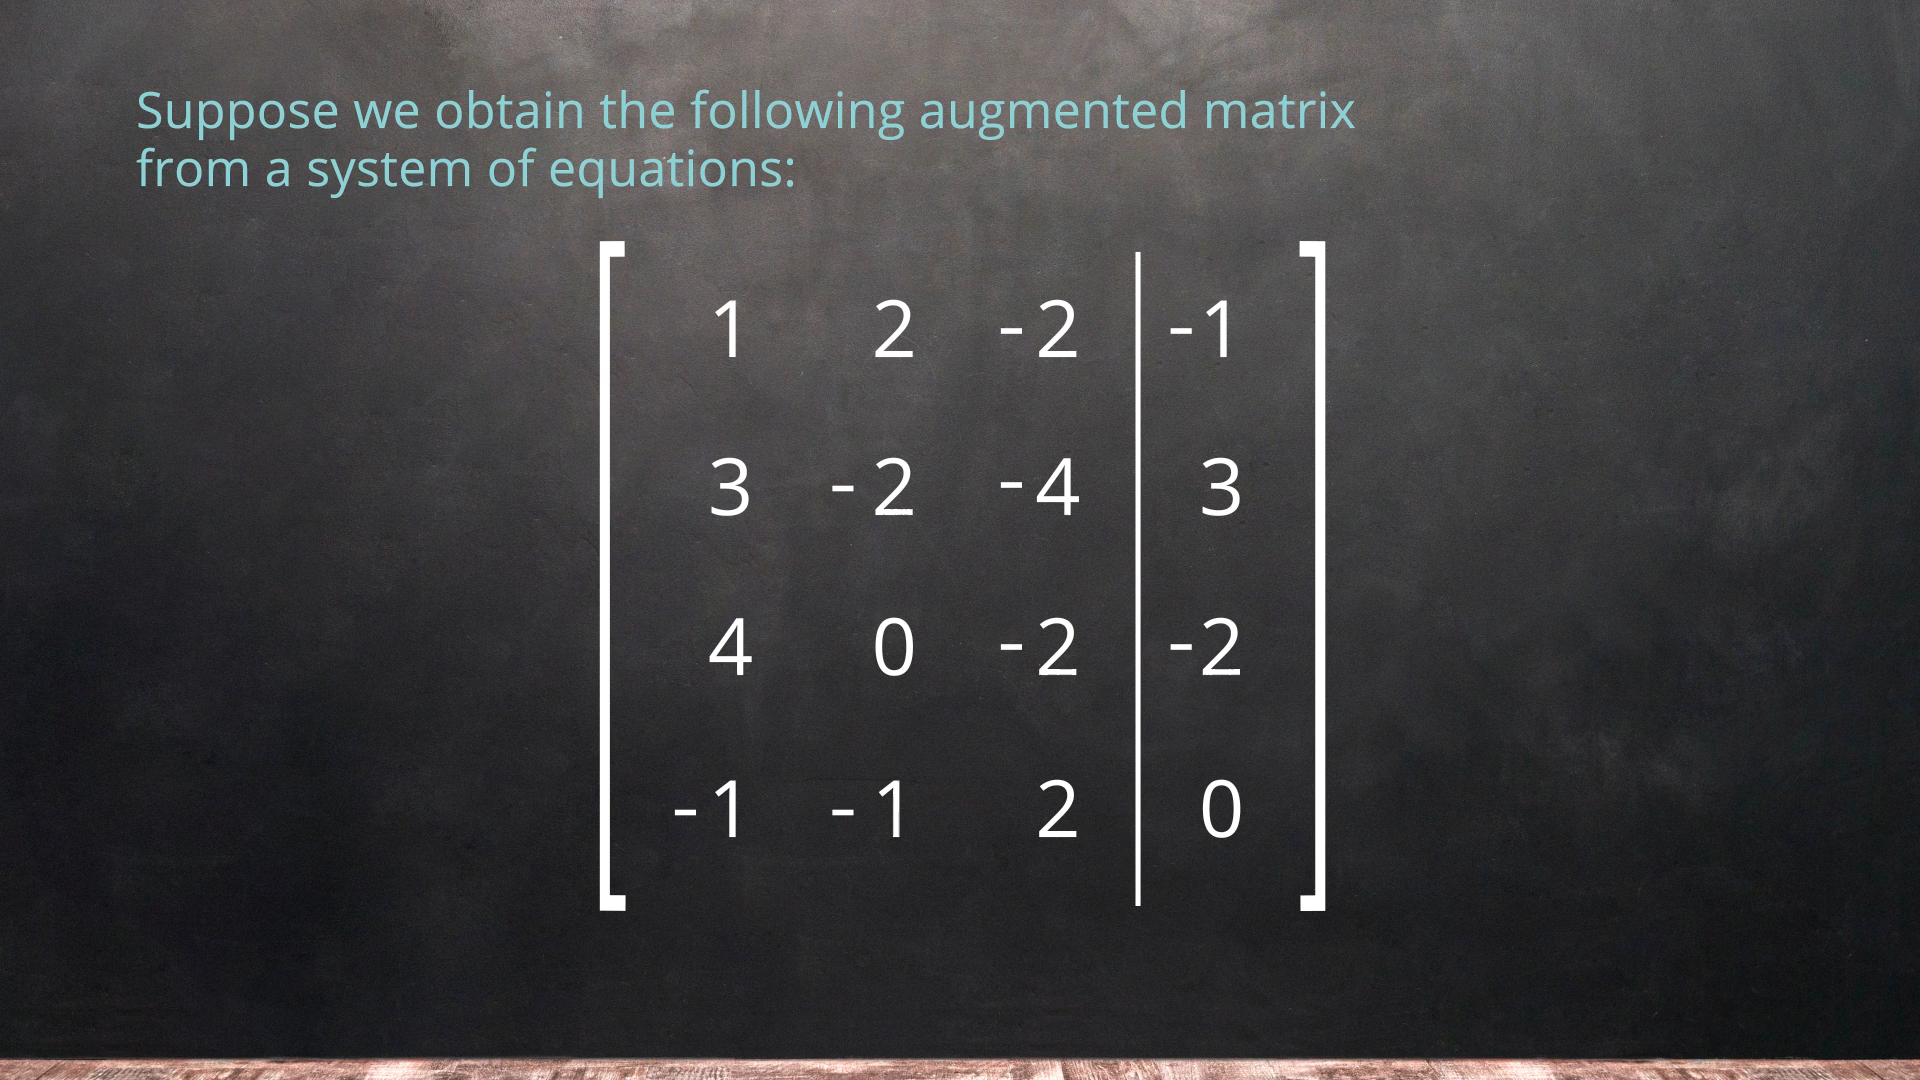 Suppose we obtain the following augmented matrix
from a system of equations:
1 2 -2 -1
3 -2 -4 3
4 0 -2 -2
-1 -1 2 0